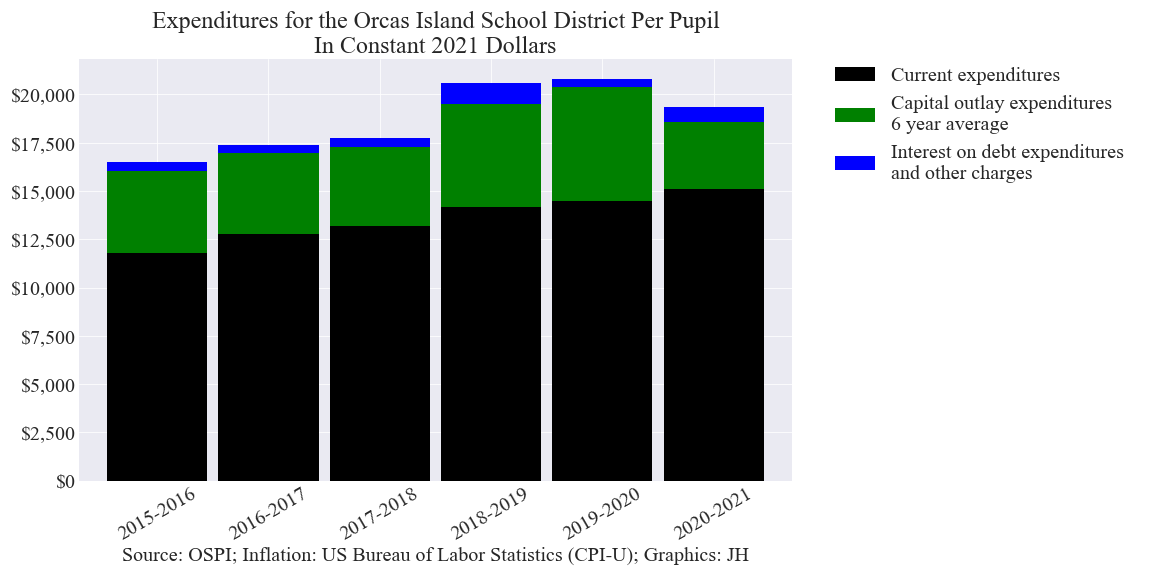 Expenditures for the Orcas Island School District Per Pupil
In Constant 2021 Dollars
$20,000
$17,500
$15,000
$12,500
$10,000
$7,500
$5,000
$2,500
$0
2015-2016
2016-2017
2017-2018
2018-2019
2019-2020
2020-2021
Source: OSPI; Inflation: US Bureau of Labor Statistics (CPI-U); Graphics: JH
Current expenditures
Capital outlay expenditures
6 year average
Interest on debt expenditures
and other charges